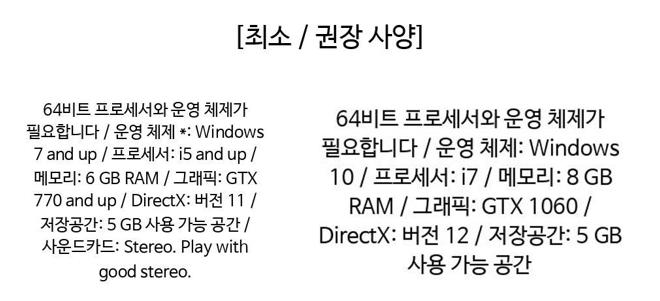 [최소 / 권장 사양]
64비트 프로세서와 운영 체제가
필요합니다 / 운영 체제 *: Windows
7 and up / 프로세서: i5 and up /
메모리: 6 GB RAM / 그래픽: GTX
770 and up / DirectX: 버전 11 /
저장공간: 5 GB 사용 가능 공간 /
사운드카드: Stereo. Play with
good stereo.
64비트 프로세서와 운영 체제가
필요합니다 / 운영 체제: Windows
10 / 프로세서: i7 / 메모리: 8 GB
RAM / 그래픽: GTX 1060 /
DirectX: 버전 12 / 저장공간: 5 GB
사용 가능 공간